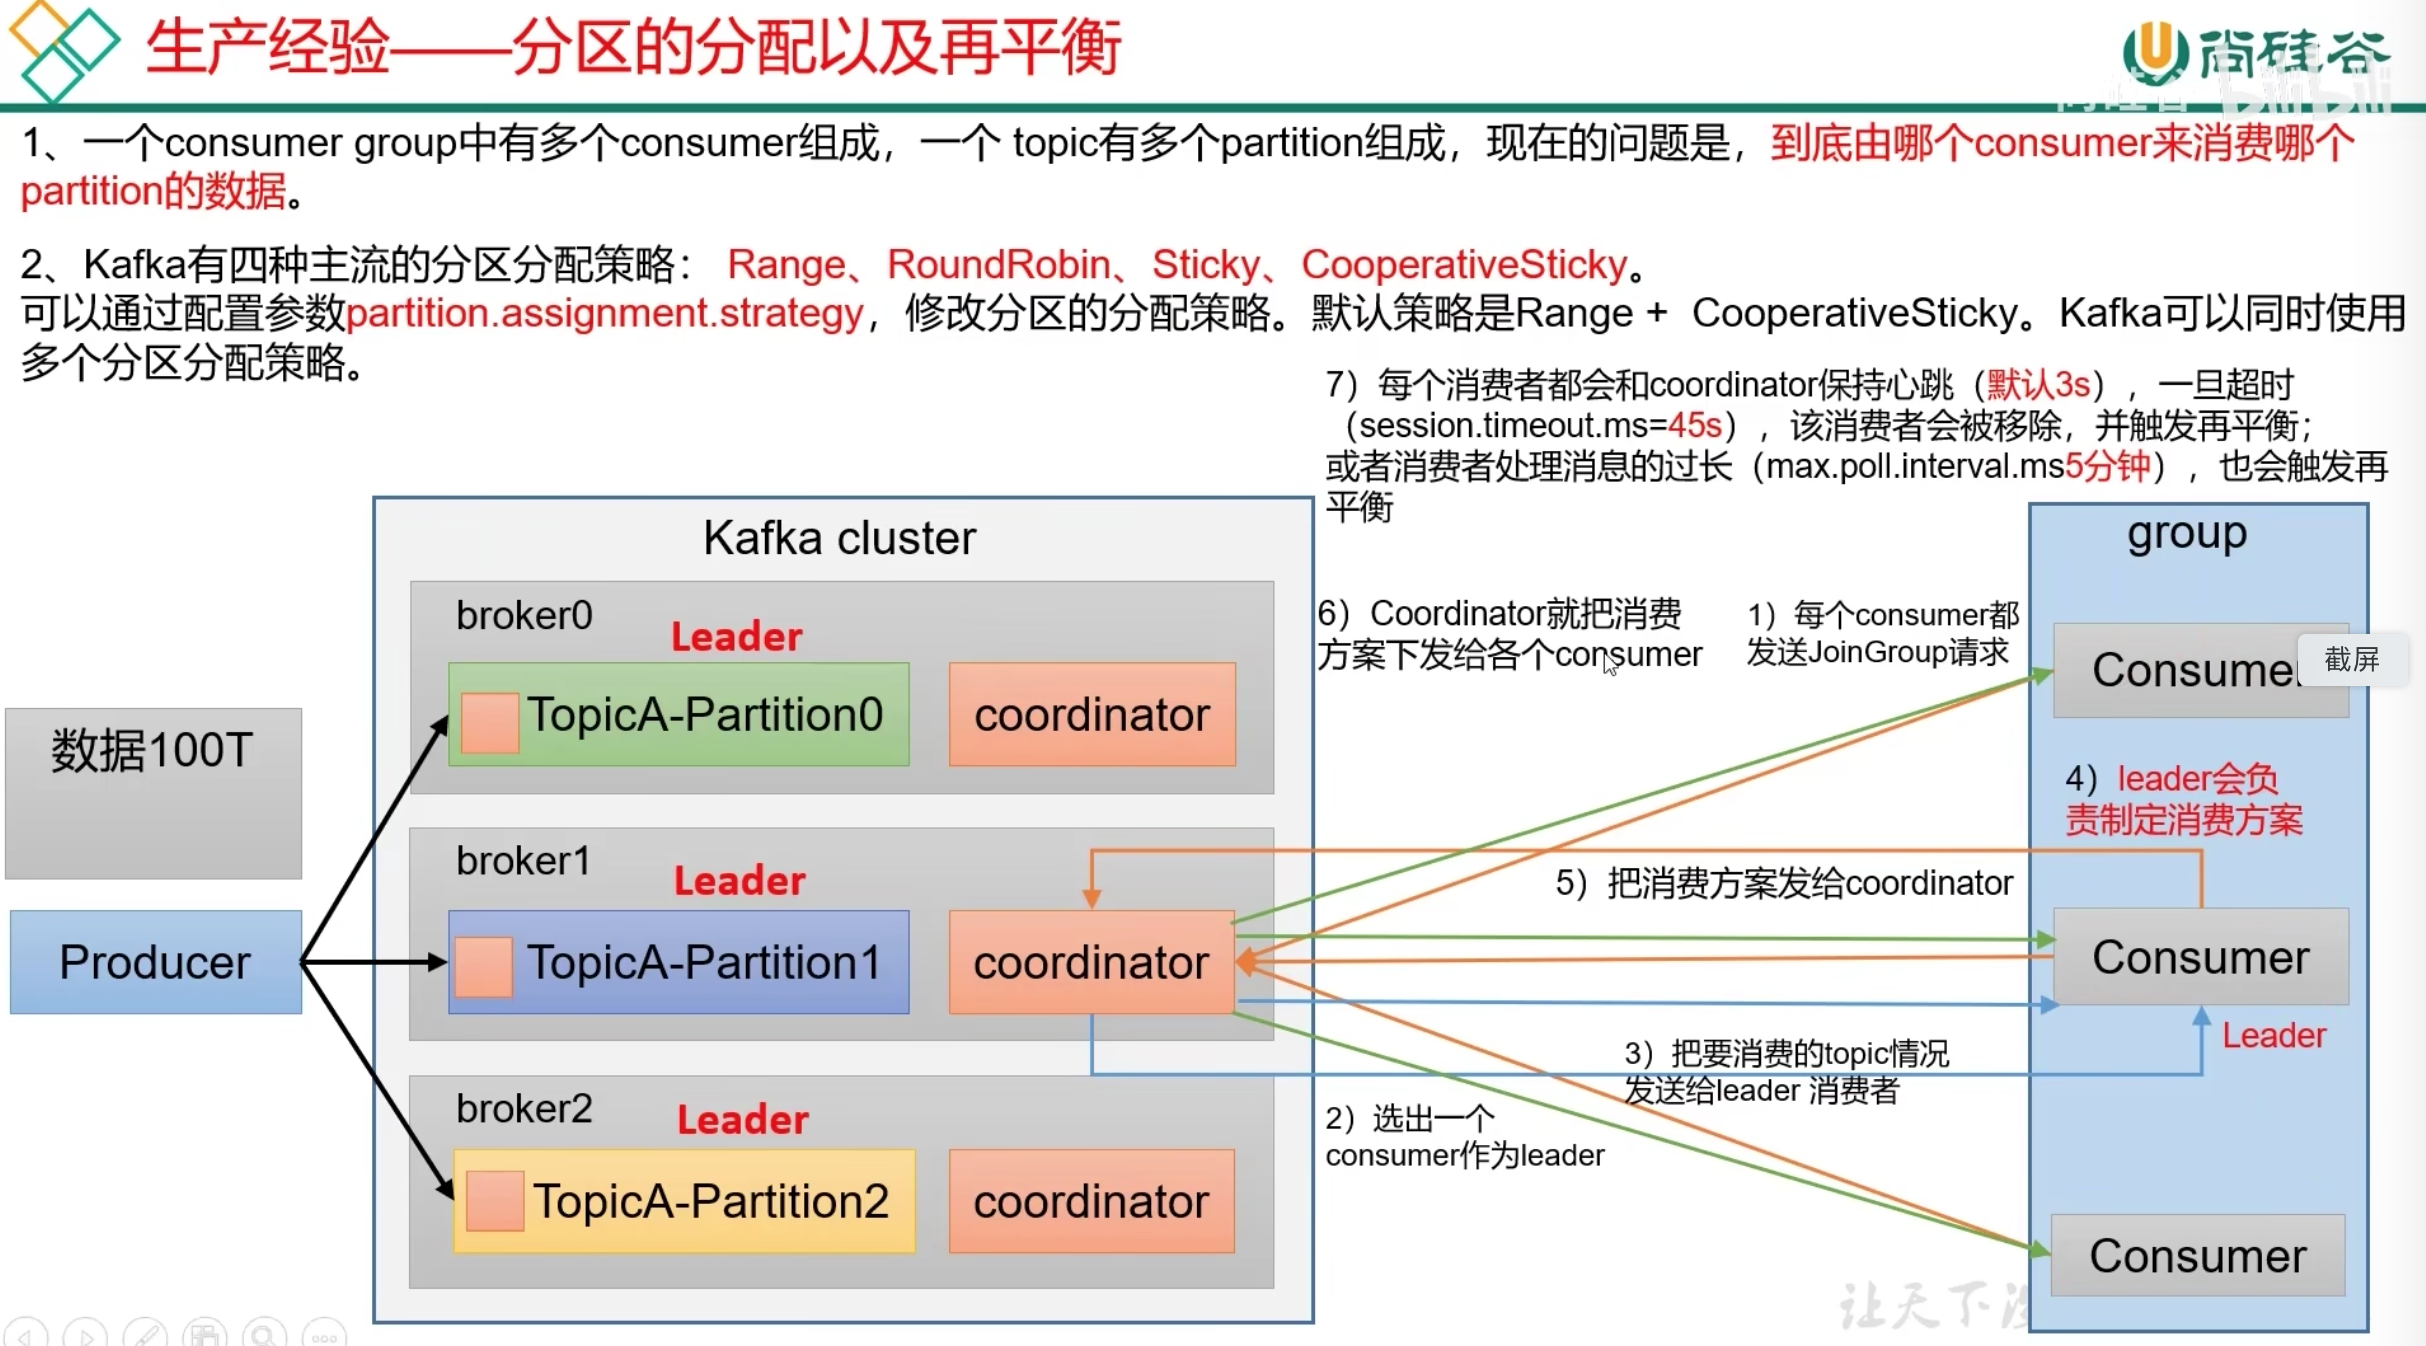 生产经验——分区的分配以及再平衡
尚硅谷
bilibili
1、一个consumer group中有多个consumer组成，一个 topic有多个partition组成，现在的问题是，到底由哪个consumer来消费哪个
partition的数据。
2、Kafka有四种主流的分区分配策略： Range、RoundRobin、Sticky、CooperativeSticky。
可以通过配置参数partition.assignment.strategy，修改分区的分配策略。默认策略是Range + CooperativeSticky。Kafka可以同时使用
多个分区分配策略。
7）每个消费者都会和coordinator保持心跳（默认3s），一旦超时
（session.timeout.ms=45s），该消费者会被移除，并触发再平衡；
或者消费者处理消息的过长（max.poll.interval.ms5分钟），也会触发再
平衡
Kafka cluster
group
broker0
Leader
TopicA-Partition0
coordinator
6）Coordinator就把消费
方案下发给各个consumer
1）每个consumer都
发送JoinGroup请求
Consumer
截屏
数据100T
4）leader会负
责制定消费方案
broker1
Leader
5）把消费方案发给coordinator
Producer
TopicA-Partition1
coordinator
Consumer
Leader
3）把要消费的topic情况
发送给leader 消费者
broker2
Leader
2）选出一个
consumer作为leader
TopicA-Partition2
coordinator
Consumer
让天下